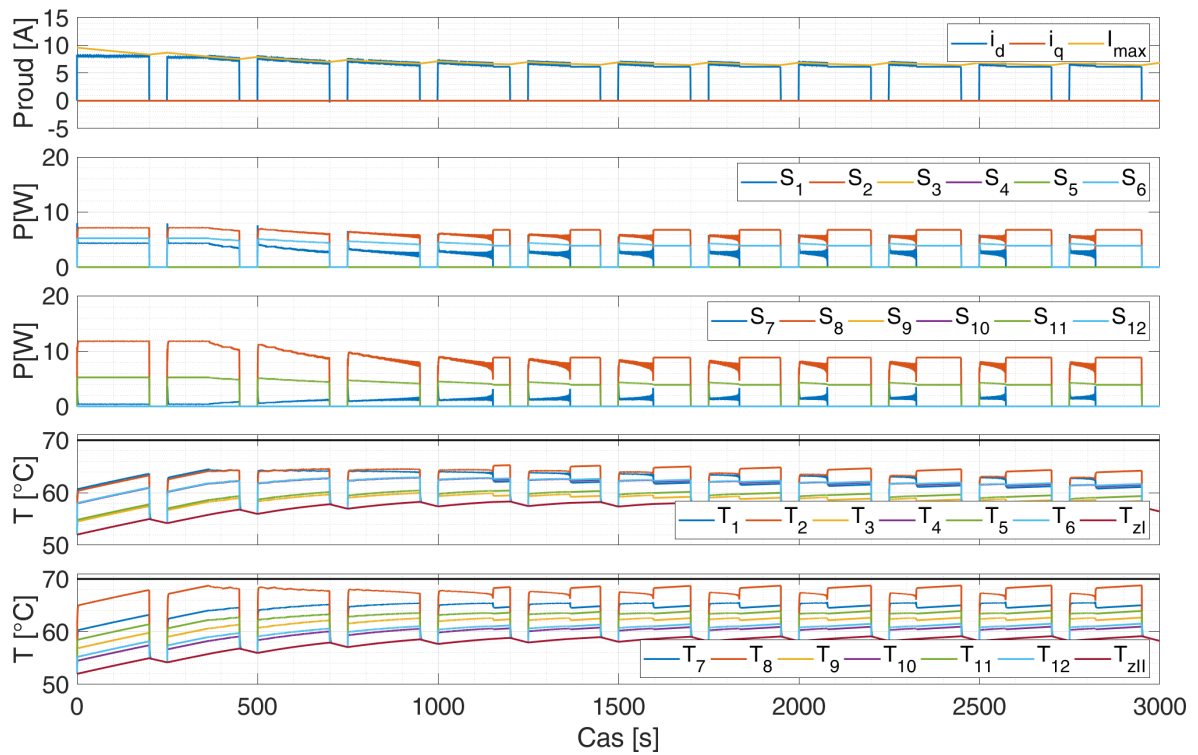 Proud [A]
15
10
5
0
-5
i_d i_q I_max
P[W]
20
10
0
S_1 S_2 S_3 S_4 S_5 S_6
P[W]
20
10
0
S_7 S_8 S_9 S_10 S_11 S_12
T [°C]
70
60
50
T_1 T_2 T_3 T_4 T_5 T_6 T_zI
T [°C]
70
60
50
T_7 T_8 T_9 T_10 T_11 T_12 T_zII
0 500 1000 1500 2000 2500 3000
Cas [s]